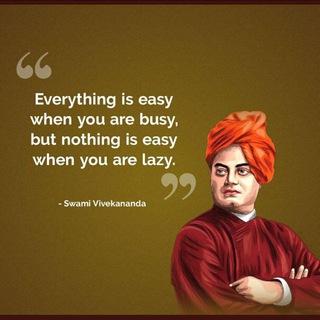 “
Everything is easy
when you are busy,
but nothing is easy
when you are lazy.
”
- Swami Vivekananda